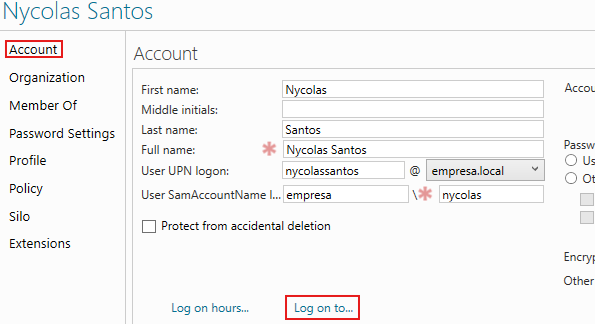 Nycolas Santos
Account
Organization
Member Of
Password Settings
Profile
Policy
Silo
Extensions
Account
First name: Nycolas
Middle initials:
Last name: Santos
Full name: * Nycolas Santos
User UPN logon: nycolassantos @ empresa.local
User SamAccountName l... empresa \ * nycolas
Protect from accidental deletion
Log on hours... Log on to...
Accou
Passw
Us
Ot
Encryp
Other